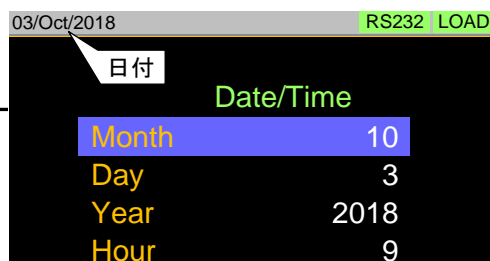 03/Oct/2018 RS232 LOAD
日付
Date/Time
Month 10
Day 3
Year 2018
Hour 9